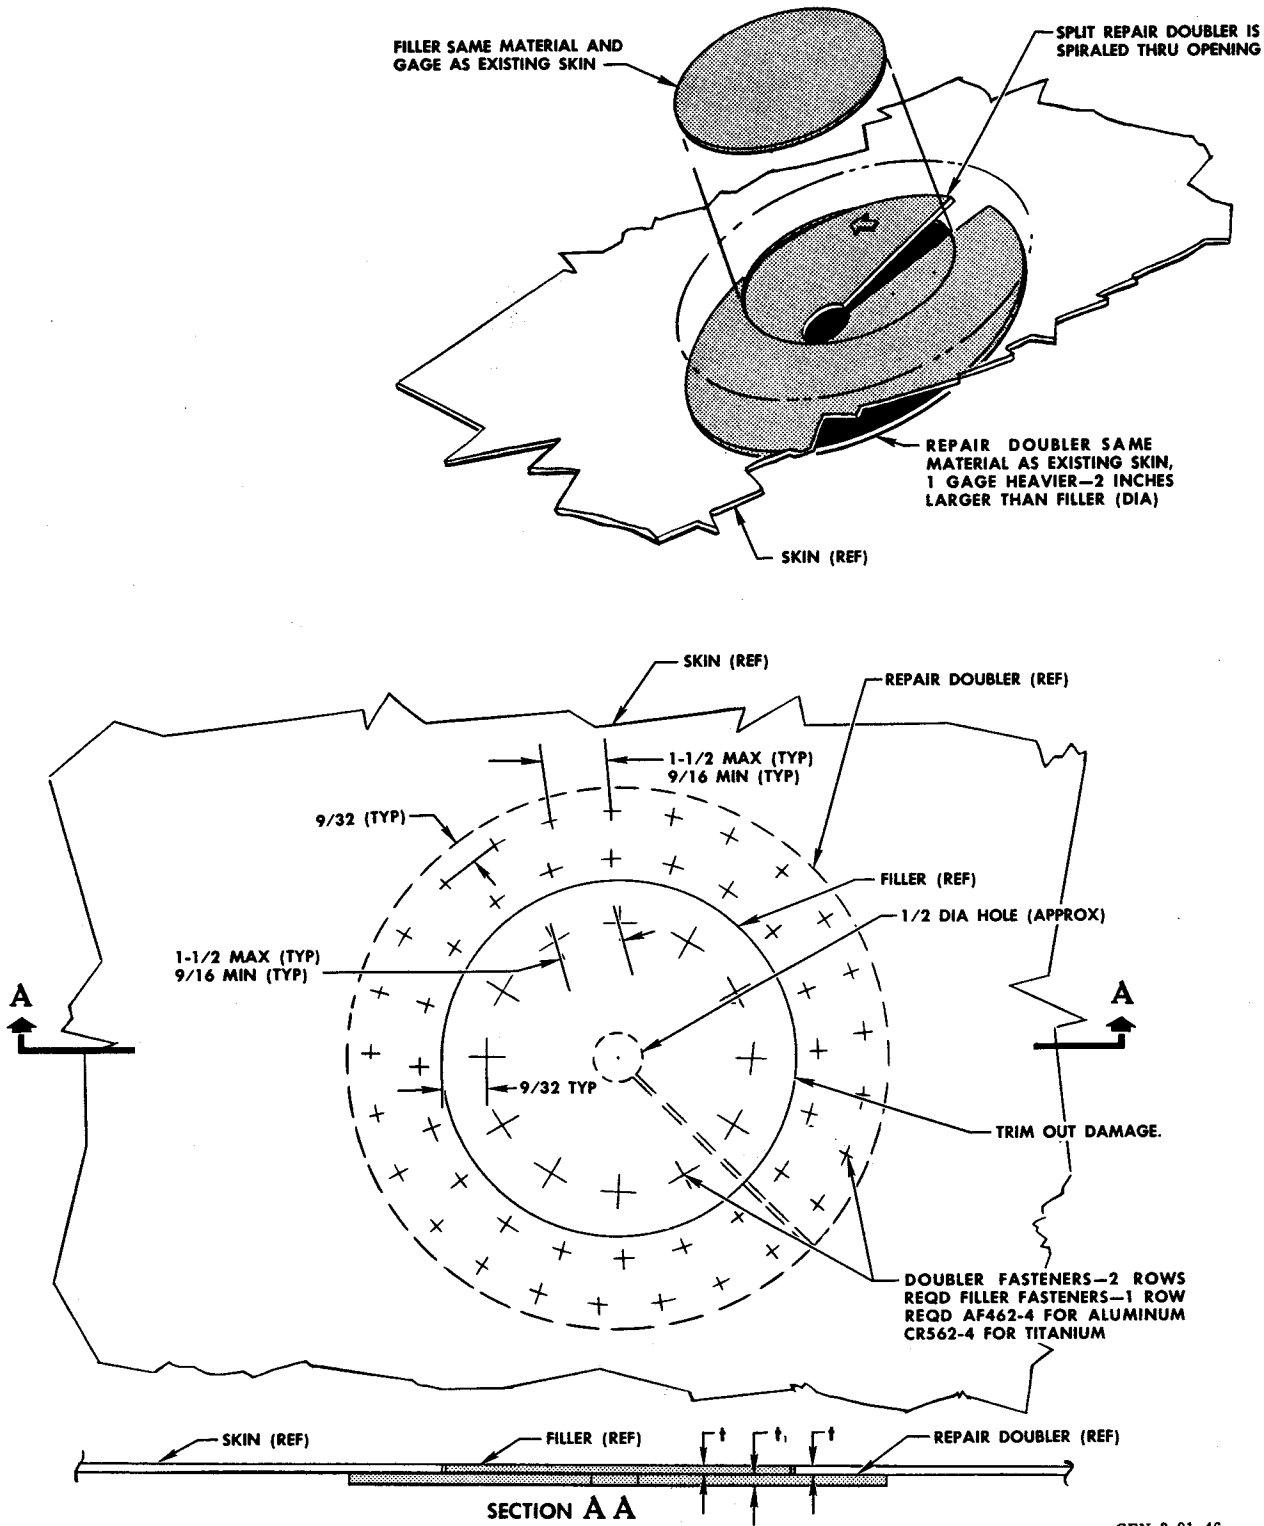 FILLER SAME MATERIAL AND
GAGE AS EXISTING SKIN
SPLIT REPAIR DOUBLER IS
SPIRALED THRU OPENING
REPAIR DOUBLER SAME
MATERIAL AS EXISTING SKIN,
1 GAGE HEAVIER—2 INCHES
LARGER THAN FILLER (DIA)
SKIN (REF)
SKIN (REF)
REPAIR DOUBLER (REF)
1-1/2 MAX (TYP)
9/16 MIN (TYP)
9/32 (TYP)
FILLER (REF)
1/2 DIA HOLE (APPROX)
1-1/2 MAX (TYP)
9/16 MIN (TYP)
A
A
9/32 TYP
TRIM OUT DAMAGE.
DOUBLER FASTENERS—2 ROWS
REQD FILLER FASTENERS—1 ROW
REQD AF462-4 FOR ALUMINUM
CR562-4 FOR TITANIUM
SKIN (REF)
FILLER (REF)
t
t₁
t
REPAIR DOUBLER (REF)
SECTION A A